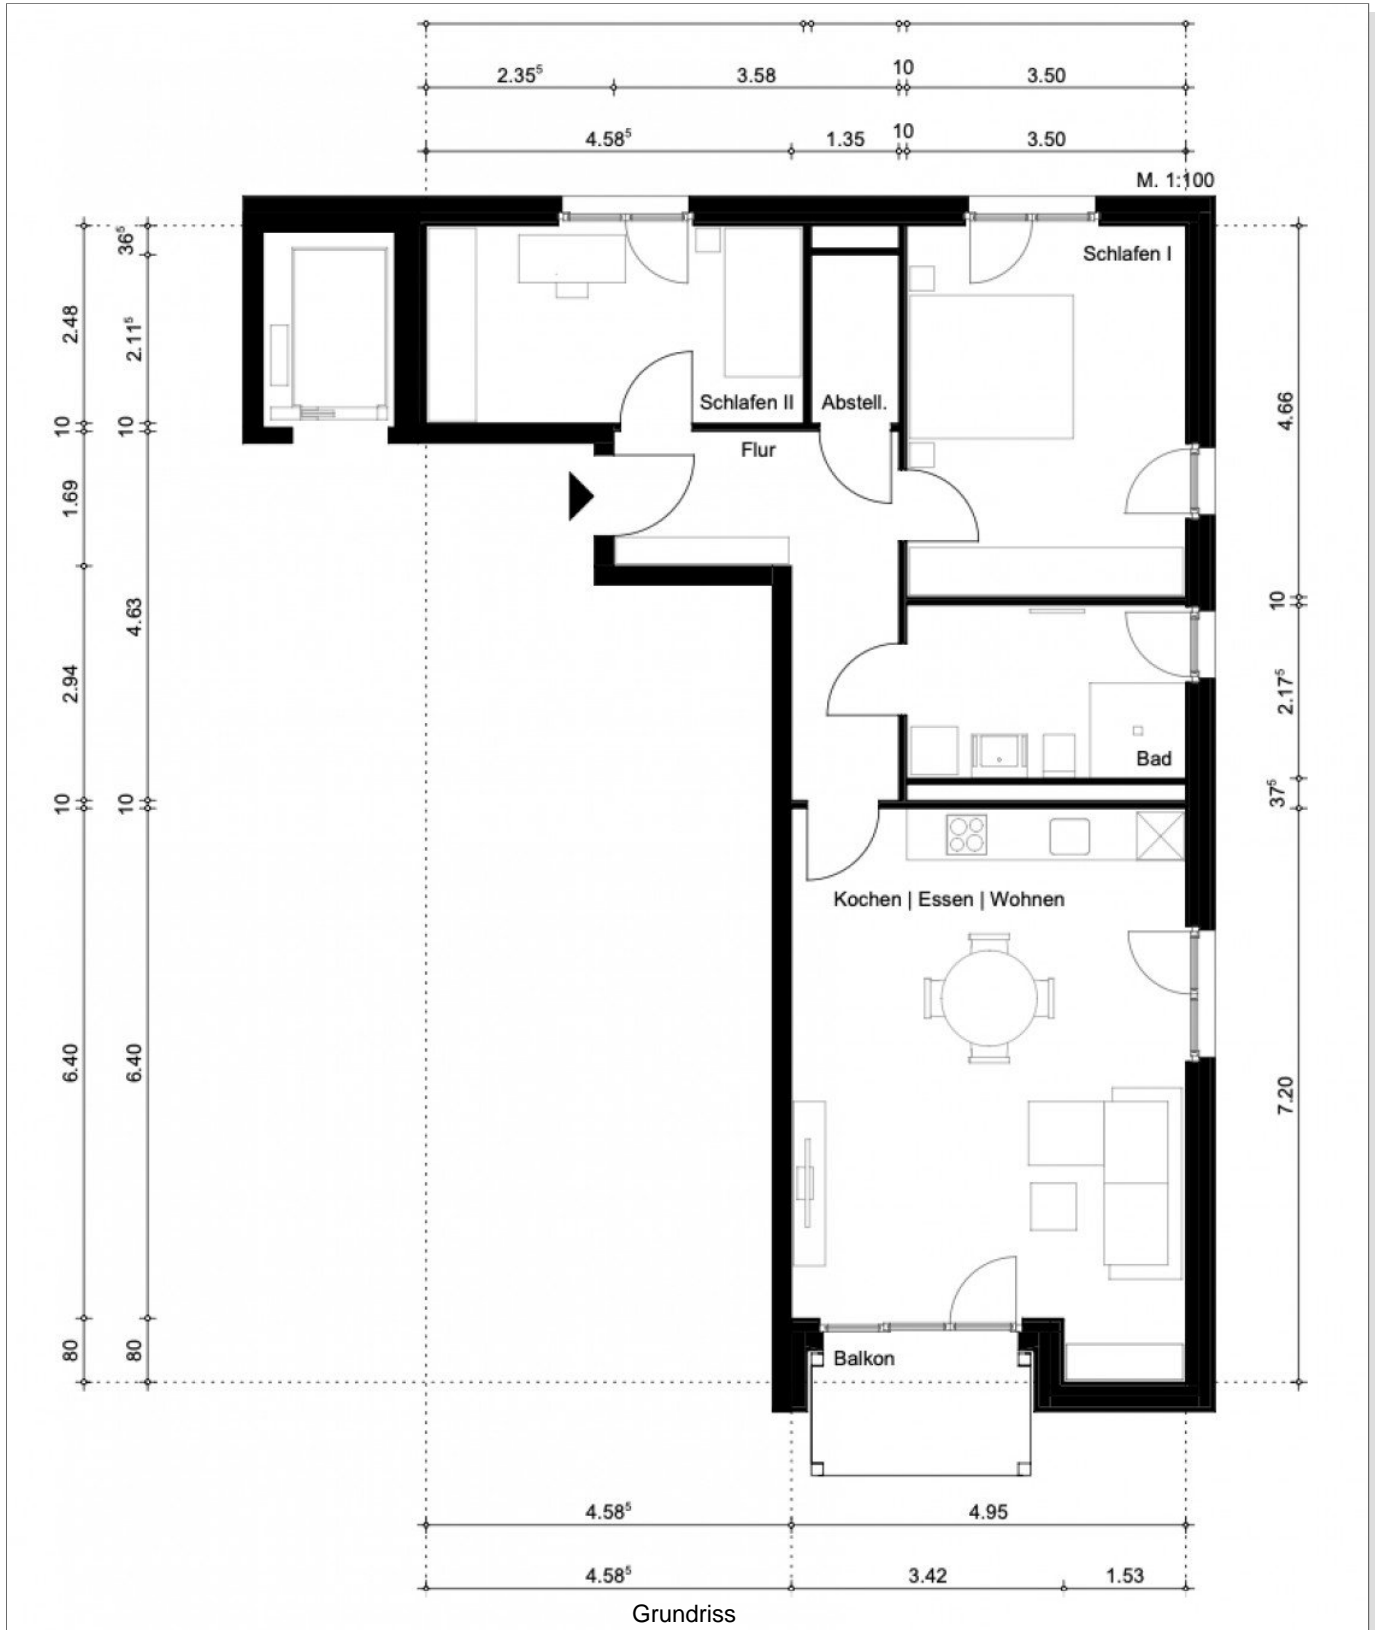 2.35⁵ 3.58 10 3.50
4.58⁵ 1.35 10 3.50
M. 1:100
36⁵
2.48
2.11⁵
10
10
1.69
4.63
2.94
10
10
6.40
6.40
80
80
Schlafen I
Schlafen II
Abstell.
Flur
Bad
Kochen | Essen | Wohnen
Balkon
4.66
10
2.17⁵
37⁵
7.20
4.58⁵ 4.95
4.58⁵ 3.42 1.53
Grundriss